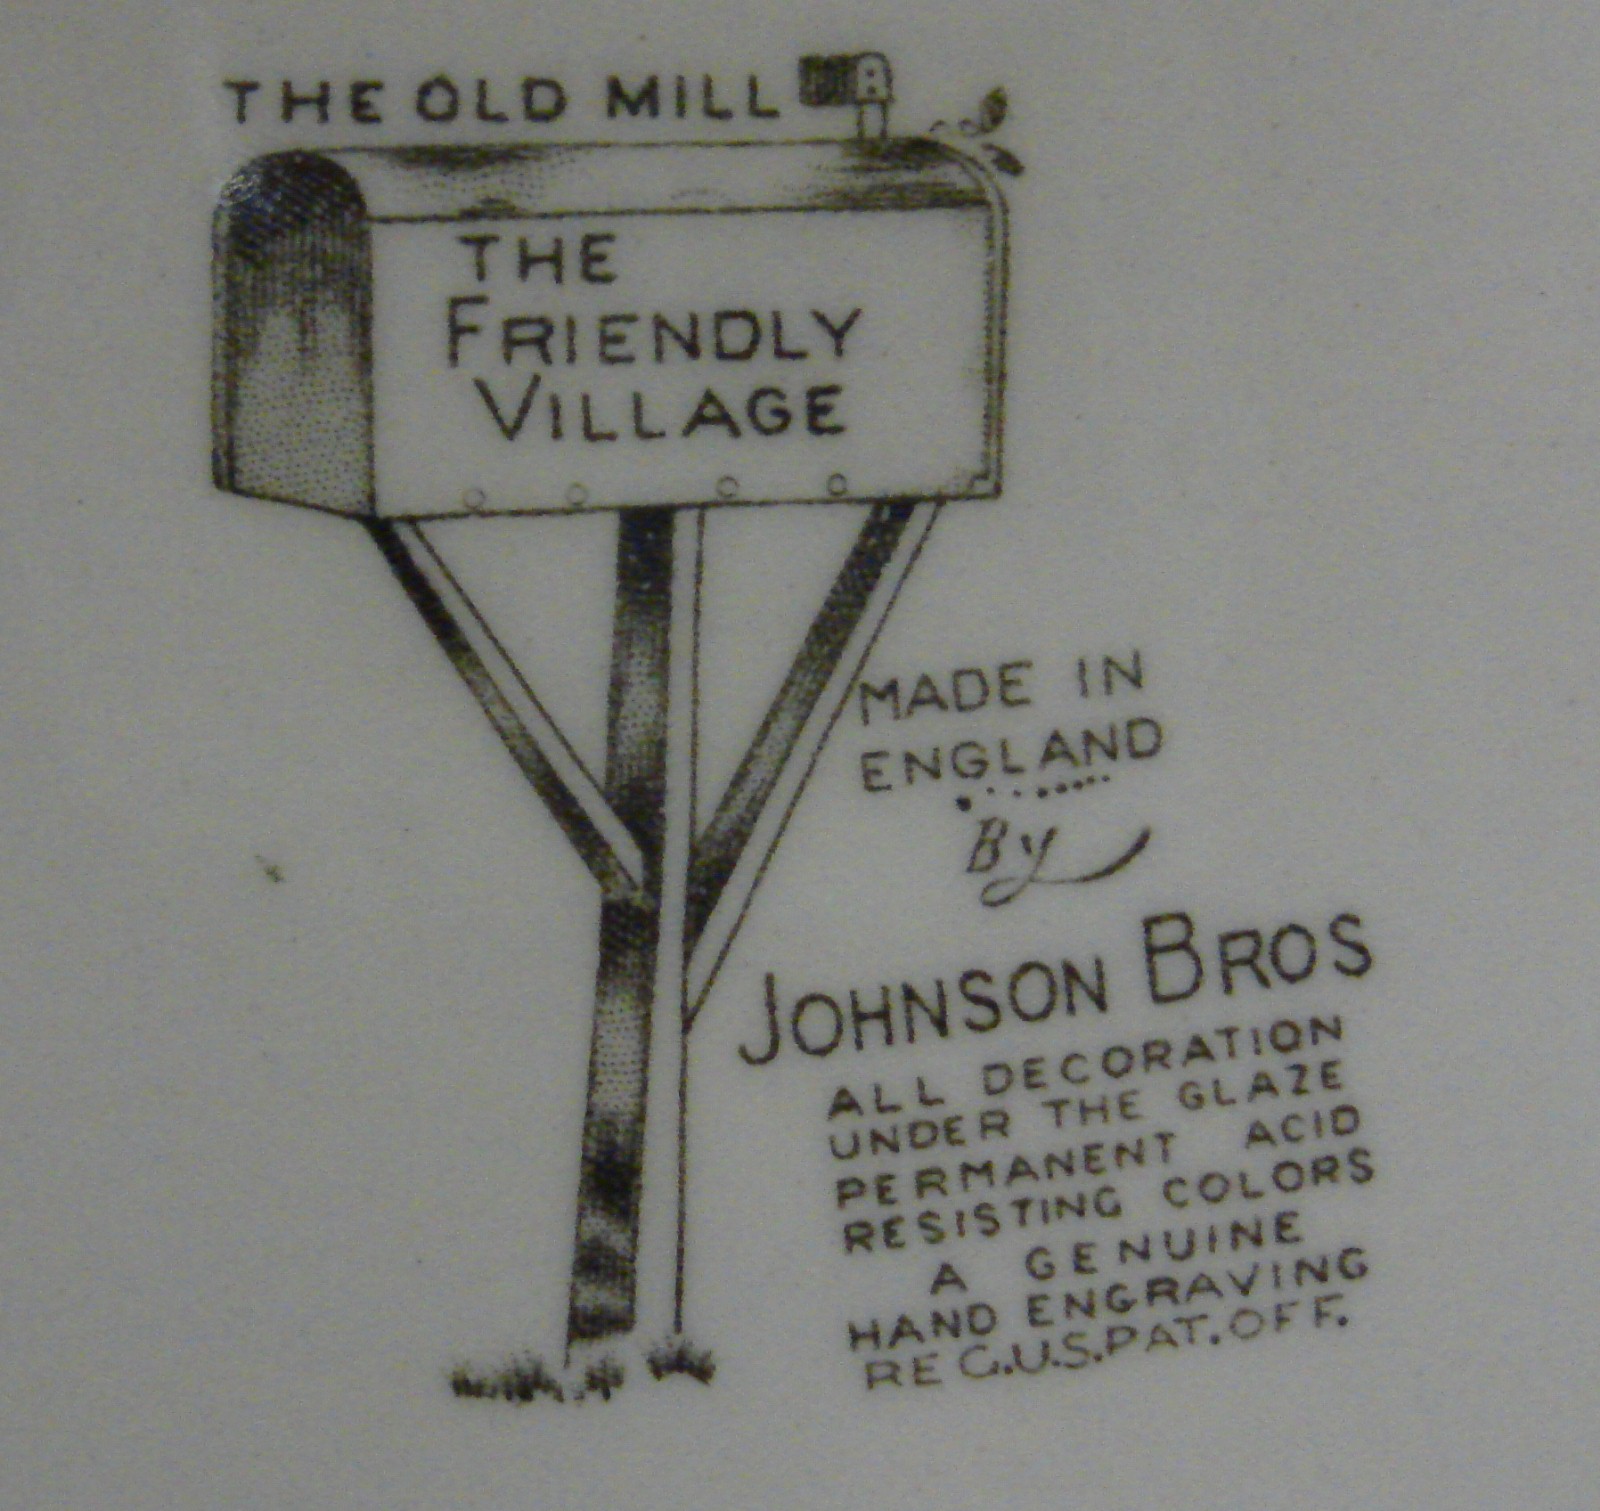 THE OLD MILL
THE
FRIENDLY
VILLAGE
MADE IN
ENGLAND
By
JOHNSON BROS
ALL DECORATION
UNDER THE GLAZE
PERMANENT ACID
RESISTING COLORS
A GENUINE
HAND ENGRAVING
REG.U.S.PAT.OFF.